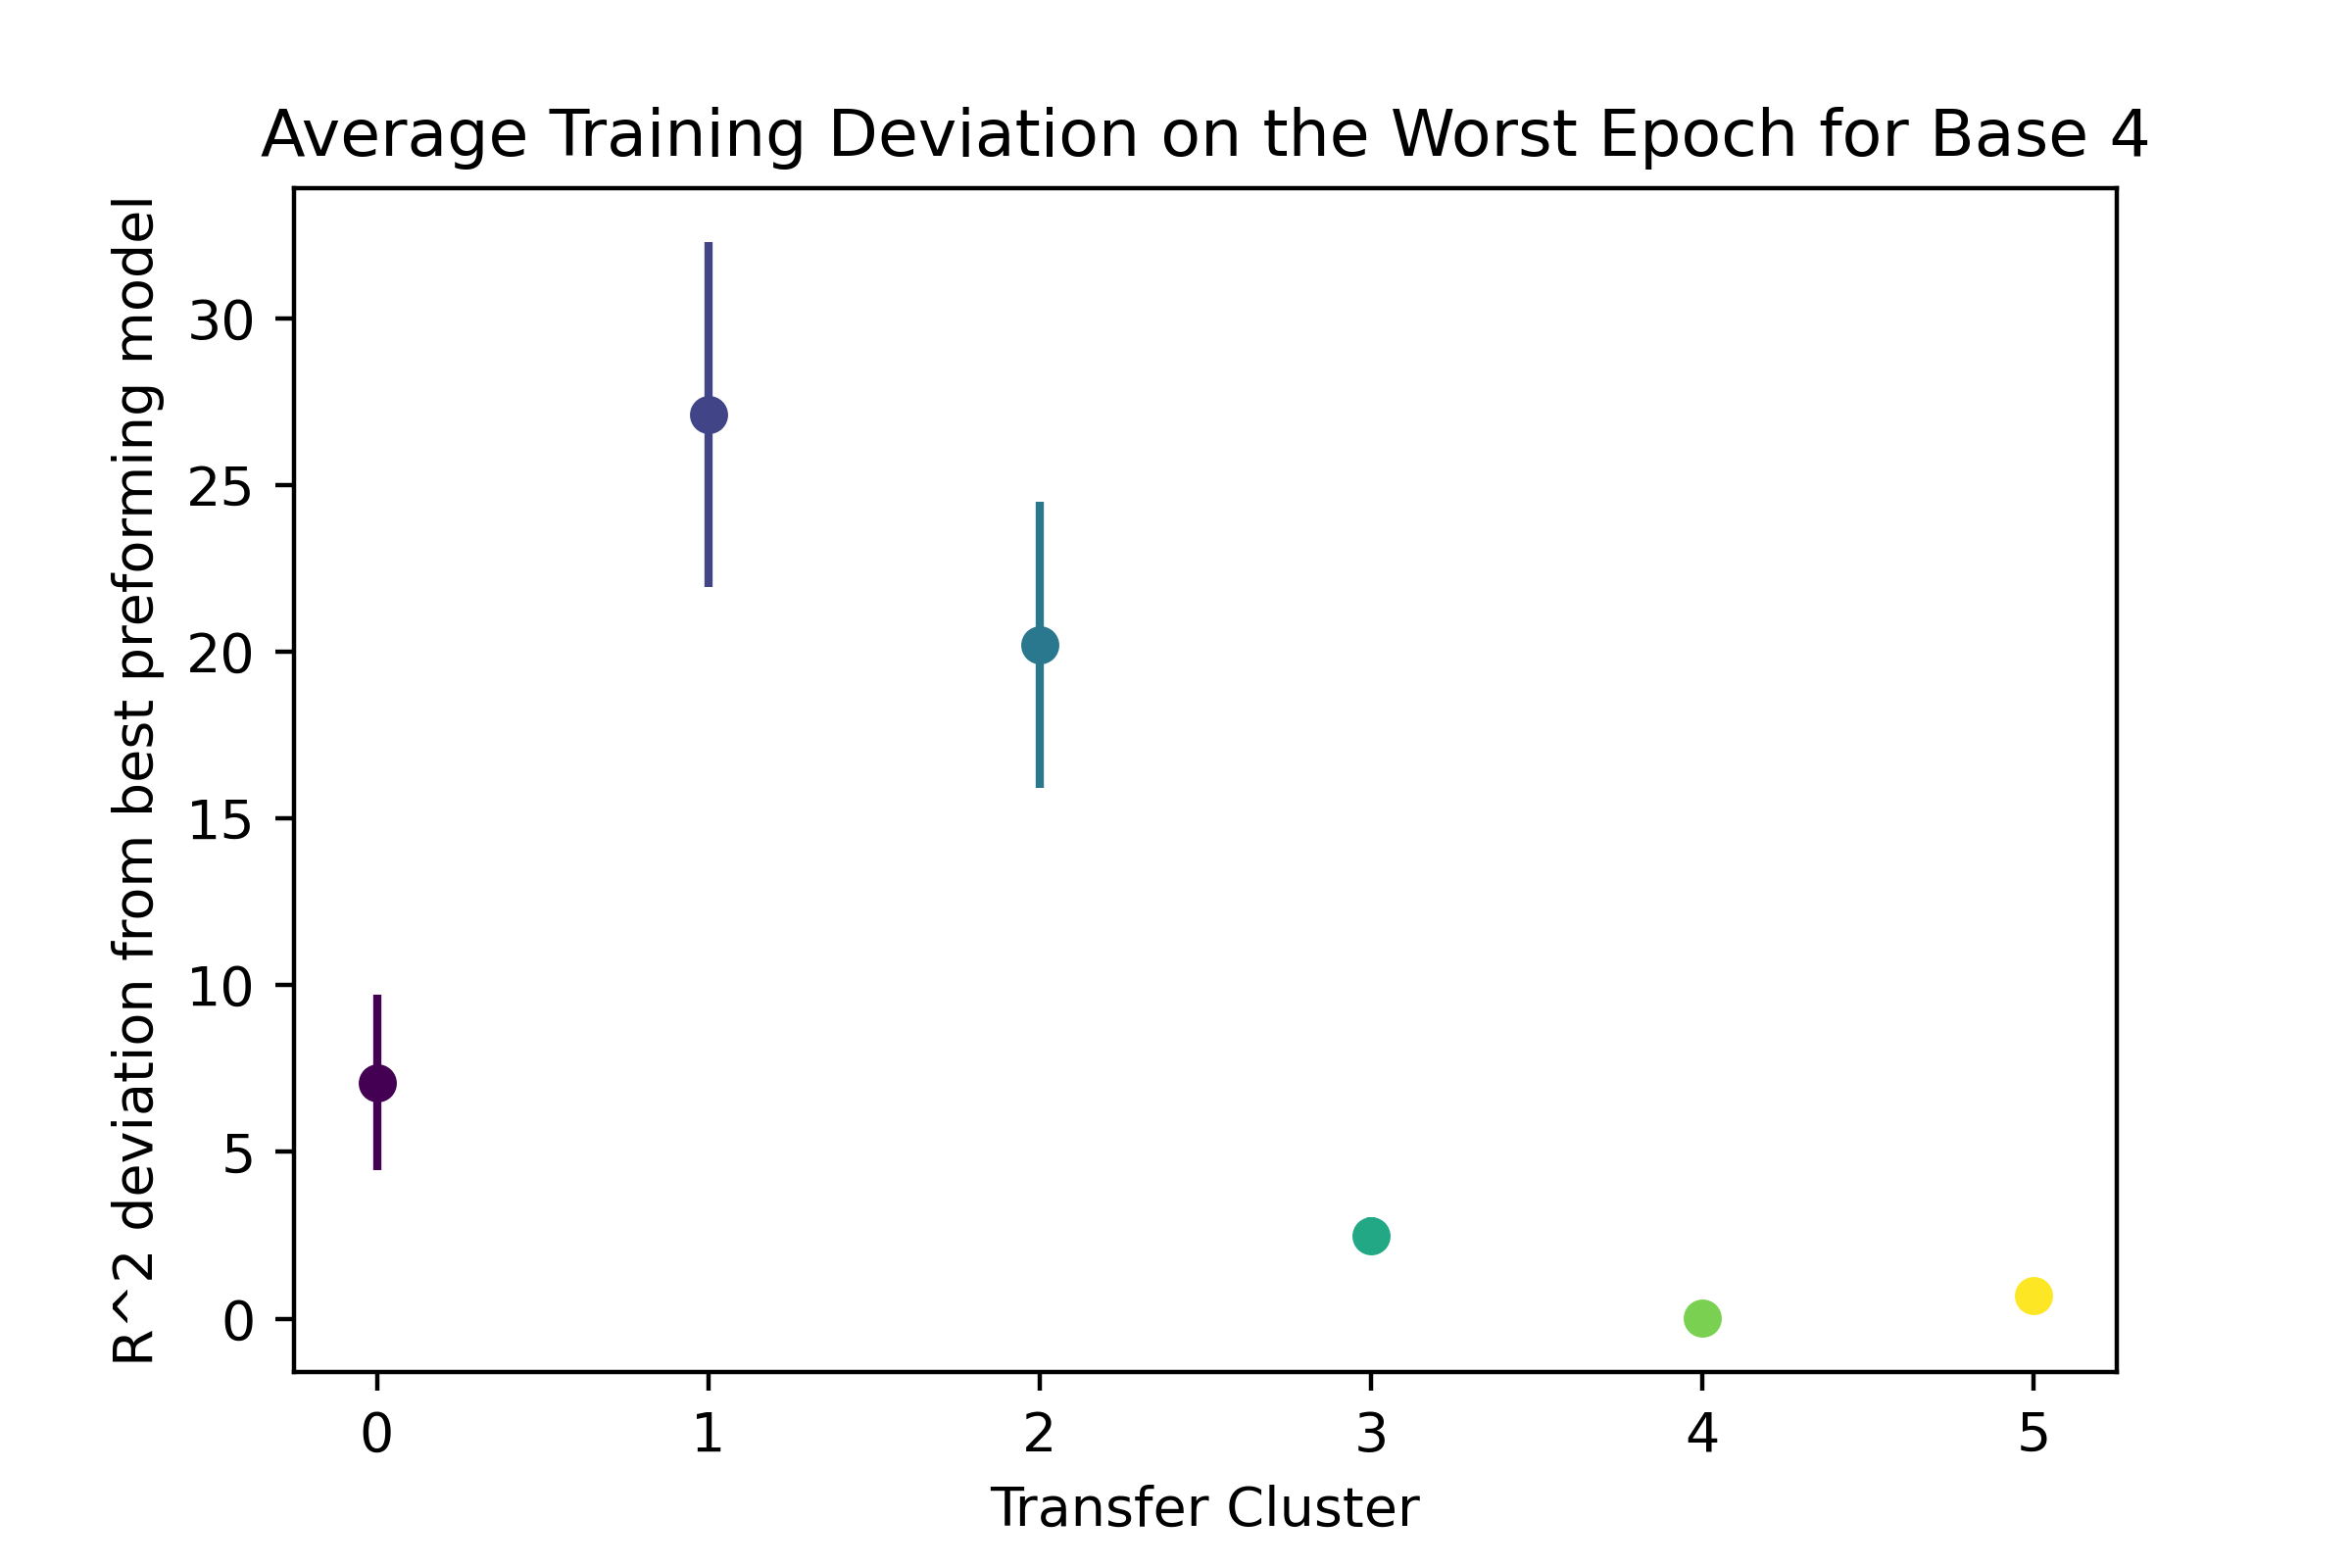 Average Training Deviation on the Worst Epoch for Base 4
R^2 deviation from best preforming model
30
25
20
15
10
5
0
0 1 2 3 4 5
Transfer Cluster